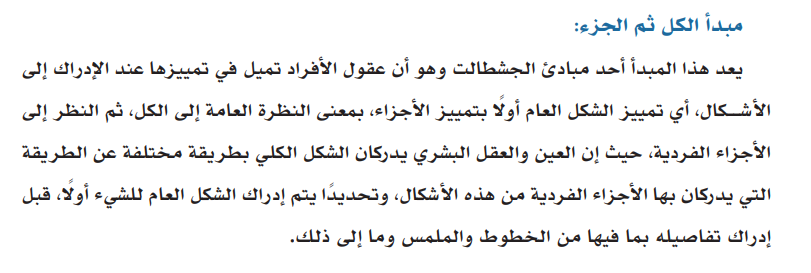 مبدأ الكل ثم الجزء:
يعد هذا المبدأ أحد مبادئ الجشطالت وهو أن عقول الأفراد تميل في تمييزها عند الإدراك إلى
الأشـكال، أي تمييز الشكل العام أولًا بتمييز الأجزاء، بمعنى النظرة العامة إلى الكل، ثم النظر إلى
الأجزاء الفردية، حيث إن العين والعقل البشري يدركان الشكل الكلي بطريقة مختلفة عن الطريقة
التي يدركان بها الأجزاء الفردية من هذه الأشكال، وتحديدًا يتم إدراك الشكل العام للشيء أولًا، قبل
إدراك تفاصيله بما فيها من الخطوط والملمس وما إلى ذلك.